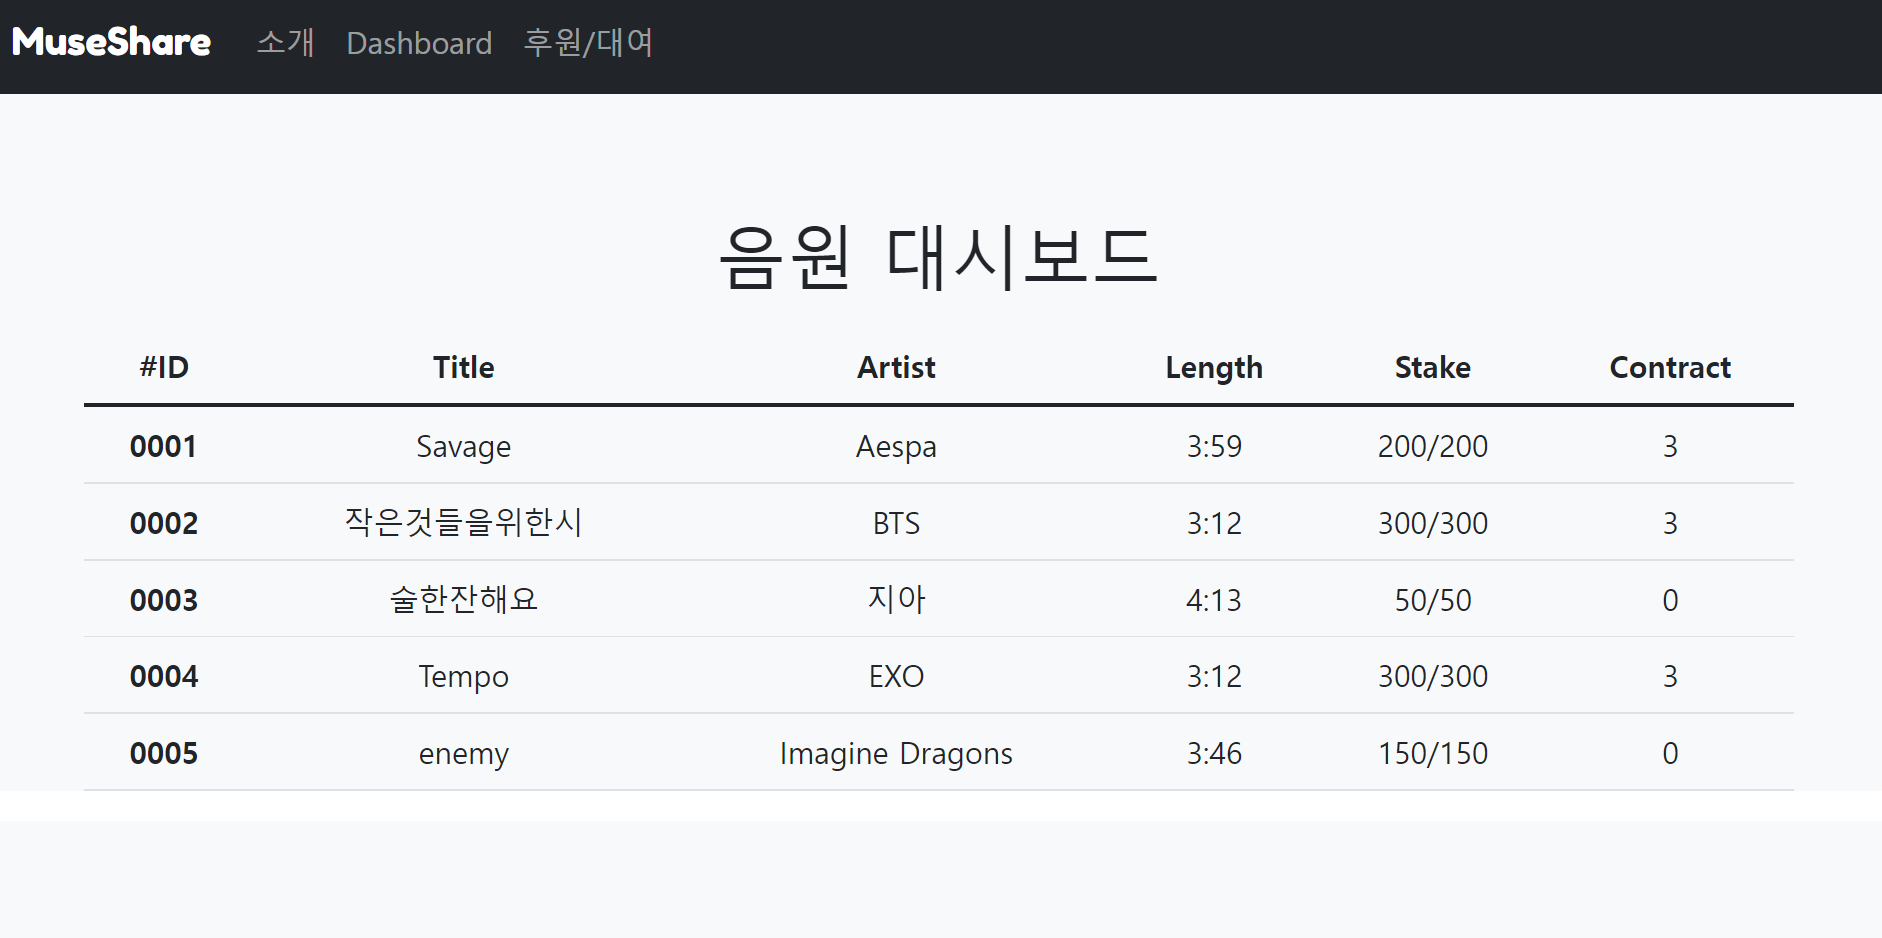 MuseShare 소개 Dashboard 후원/대여
음원 대시보드
#ID Title Artist Length Stake Contract
0001 Savage Aespa 3:59 200/200 3
0002 작은것들을위한시 BTS 3:12 300/300 3
0003 술한잔해요 지아 4:13 50/50 0
0004 Tempo EXO 3:12 300/300 3
0005 enemy Imagine Dragons 3:46 150/150 0